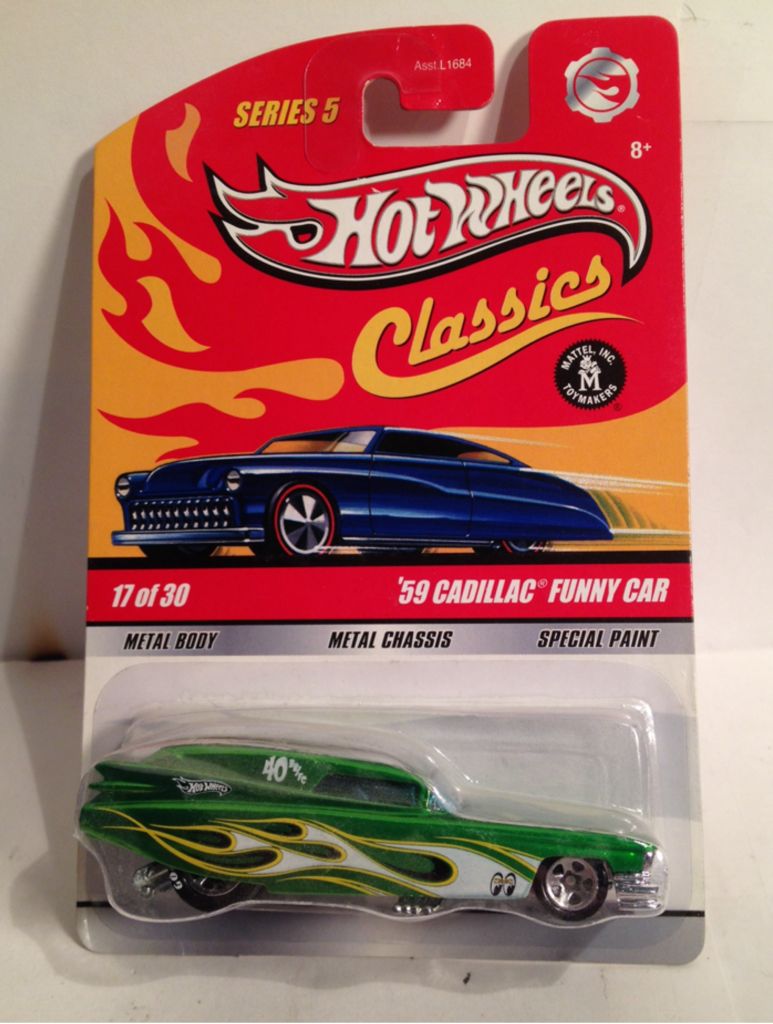 Asst.L1684
SERIES 5
8+
HOT WHEELS®
Classics
MATTEL, INC.
M
TOYMAKERS
®
17 of 30
'59 CADILLAC® FUNNY CAR
METAL BODY
METAL CHASSIS
SPECIAL PAINT
40
HOT WHEELS